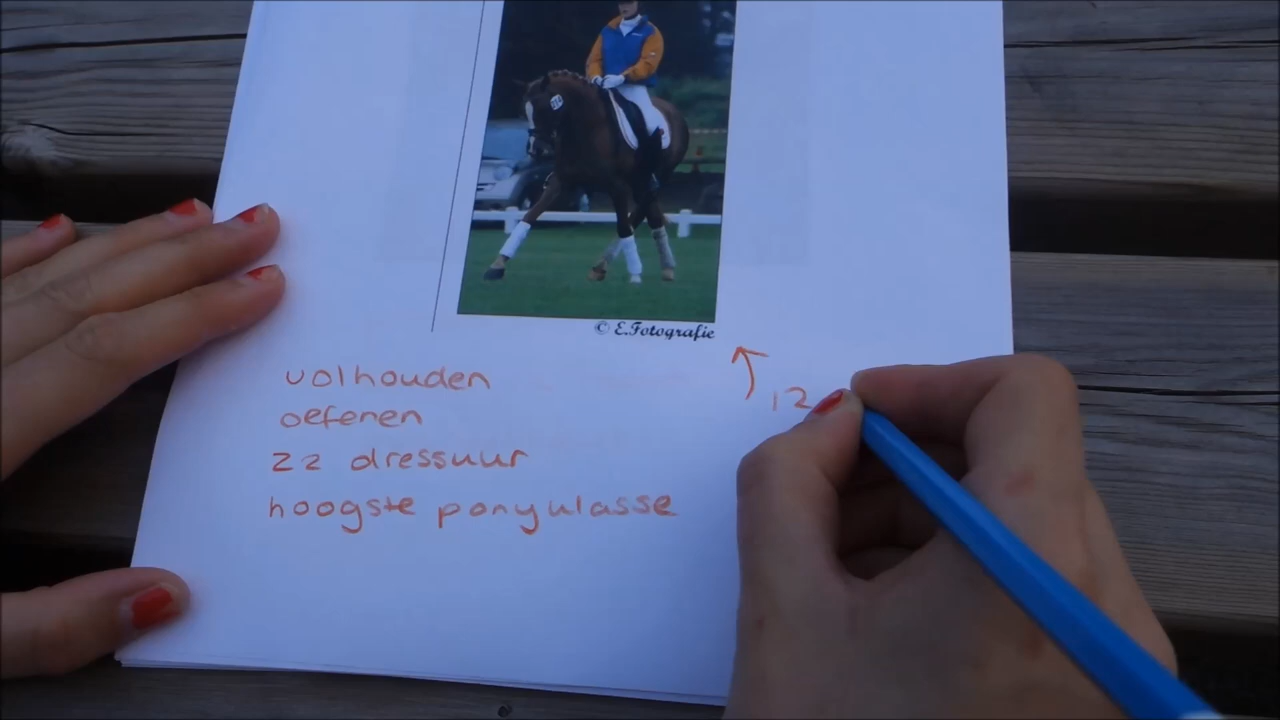 © E.Fotografie
volhouden
12
oefenen
ZZ dressuur
hoogste ponyklasse